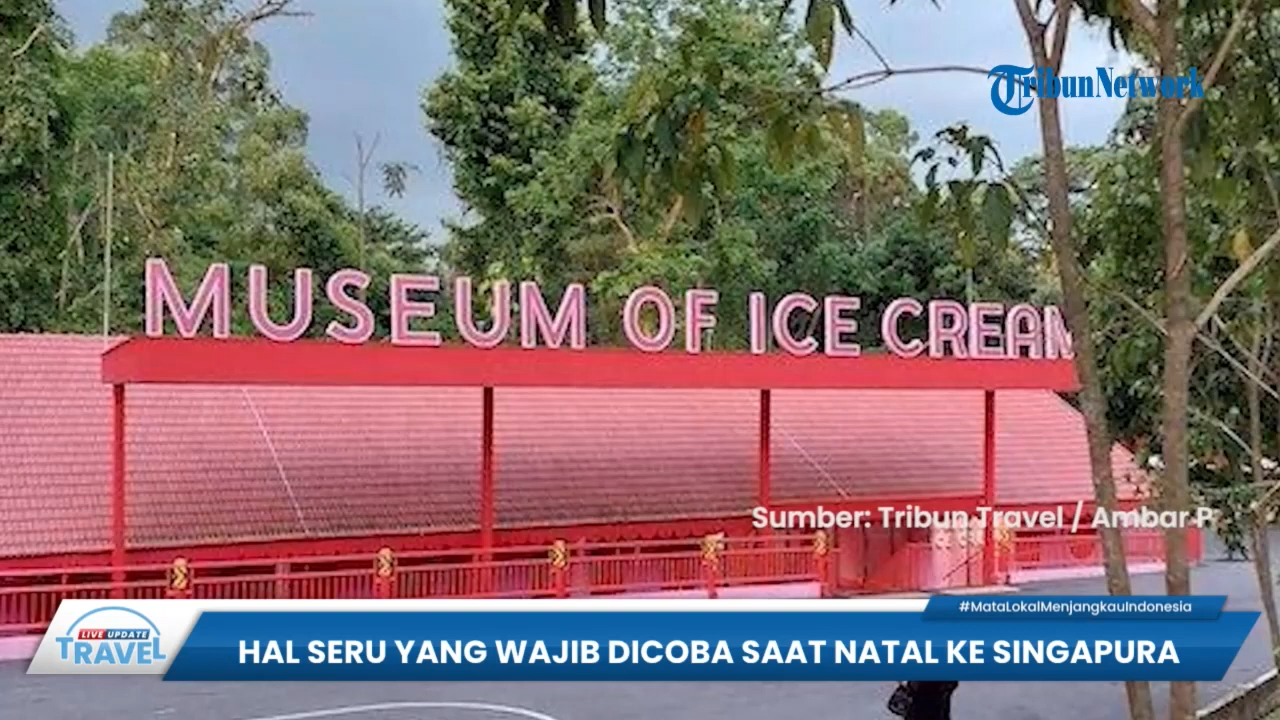 TribunNetwork
MUSEUM OF ICE CREAM
Sumber: Tribun Travel / Ambar P
#MataLokalMenjangkauIndonesia
LIVE UPDATE
TRAVEL
HAL SERU YANG WAJIB DICOBA SAAT NATAL KE SINGAPURA